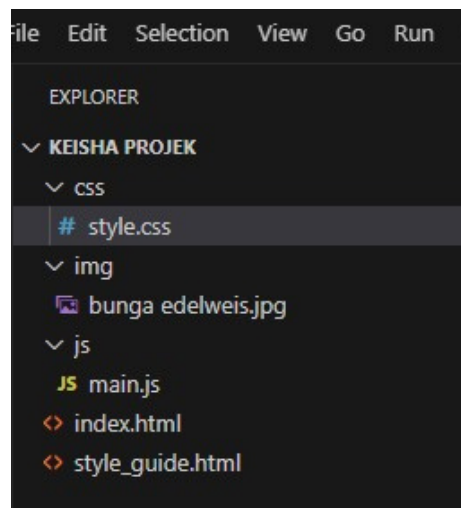 File Edit Selection View Go Run
EXPLORER
KEISHA PROJEK
css
# style.css
img
bunga edelweis.jpg
js
JS main.js
<> index.html
<> style_guide.html